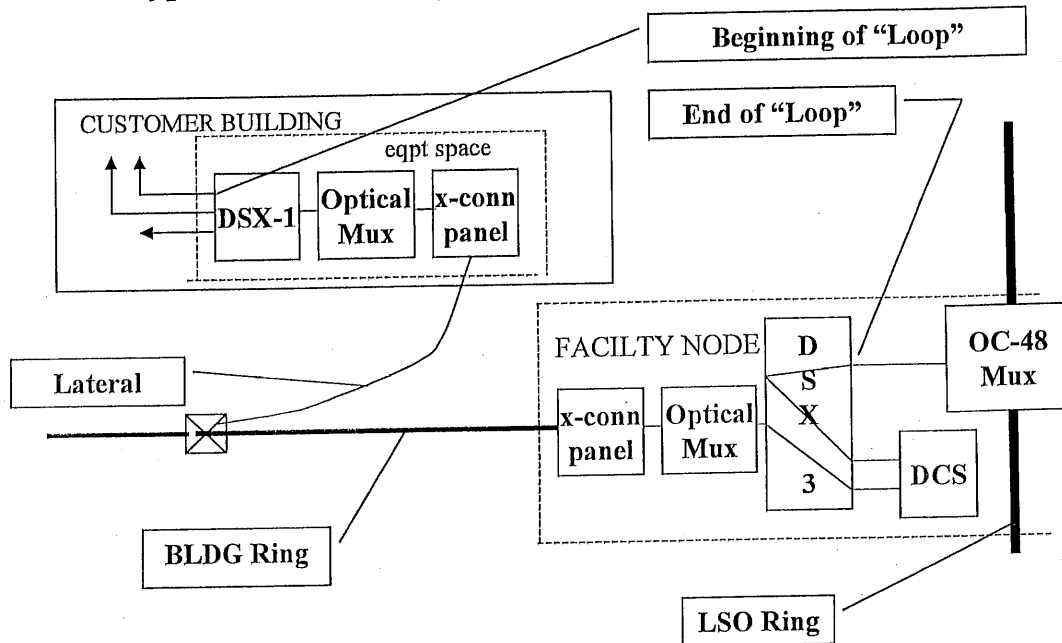 Beginning of “Loop”
End of “Loop”
CUSTOMER BUILDING
eqpt space
DSX-1
Optical
Mux
x-conn
panel
Lateral
FACILTY NODE
x-conn
panel
Optical
Mux
D
S
X
3
DCS
OC-48
Mux
BLDG Ring
LSO Ring